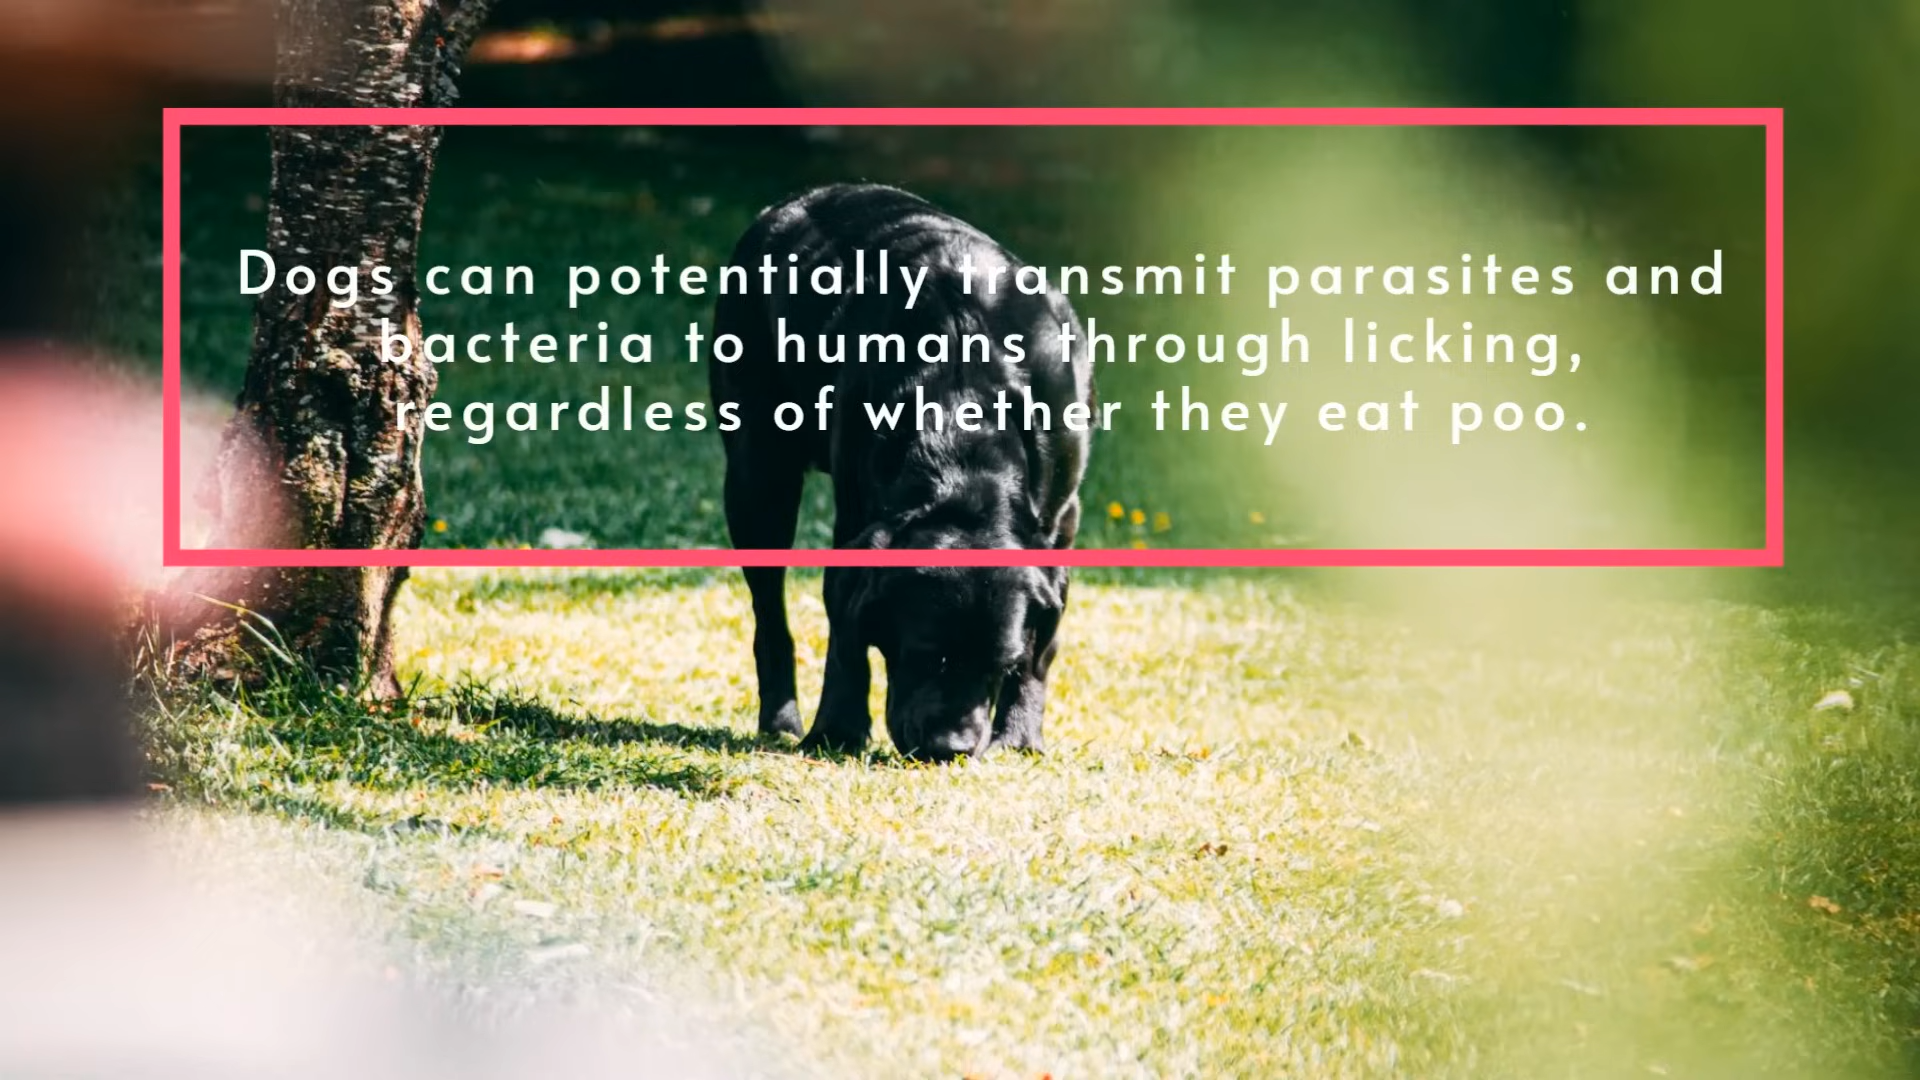 Dogs can potentially transmit parasites and
bacteria to humans through licking,
regardless of whether they eat poo.